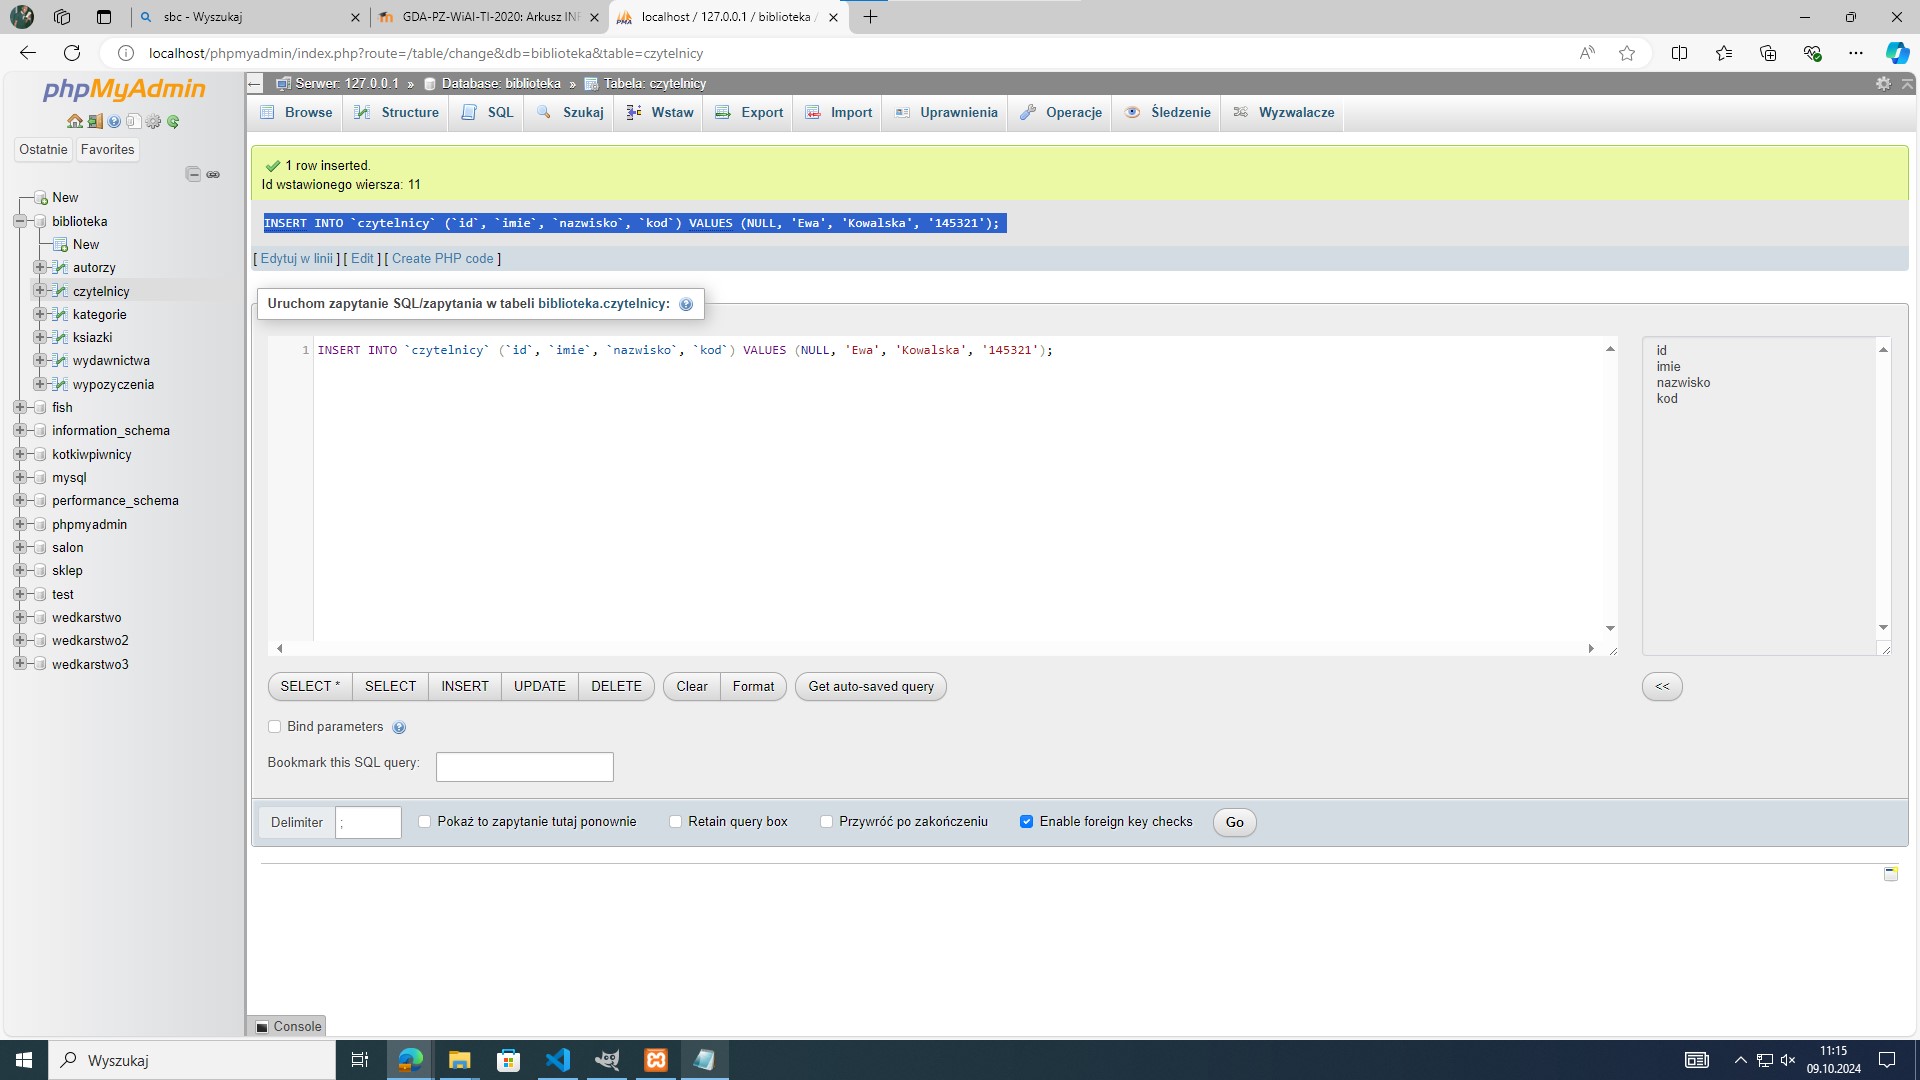 sbc - Wyszukaj
GDA-PZ-WiAI-TI-2020: Arkusz INF
localhost / 127.0.0.1 / biblioteka /
localhost/phpmyadmin/index.php?route=/table/change&db=biblioteka&table=czytelnicy
phpMyAdmin
Serwer: 127.0.0.1 » Database: biblioteka » Tabela: czytelnicy
Browse Structure SQL Szukaj Wstaw Export Import Uprawnienia Operacje Śledzenie Wyzwalacze
Ostatnie Favorites
New
biblioteka
New
autorzy
czytelnicy
kategorie
ksiazki
wydawnictwa
wypozyczenia
fish
information_schema
kotkiwpiwnicy
mysql
performance_schema
phpmyadmin
salon
sklep
test
wedkarstwo
wedkarstwo2
wedkarstwo3
1 row inserted.
Id wstawionego wiersza: 11
INSERT INTO `czytelnicy` (`id`, `imie`, `nazwisko`, `kod`) VALUES (NULL, 'Ewa', 'Kowalska', '145321');
[ Edytuj w linii ] [ Edit ] [ Create PHP code ]
Uruchom zapytanie SQL/zapytania w tabeli biblioteka.czytelnicy:
1 INSERT INTO `czytelnicy` (`id`, `imie`, `nazwisko`, `kod`) VALUES (NULL, 'Ewa', 'Kowalska', '145321');
id
imie
nazwisko
kod
SELECT * SELECT INSERT UPDATE DELETE Clear Format Get auto-saved query <<
Bind parameters
Bookmark this SQL query:
Delimiter ; Pokaż to zapytanie tutaj ponownie Retain query box Przywróć po zakończeniu Enable foreign key checks Go
Console
Wyszukaj
11:15
09.10.2024